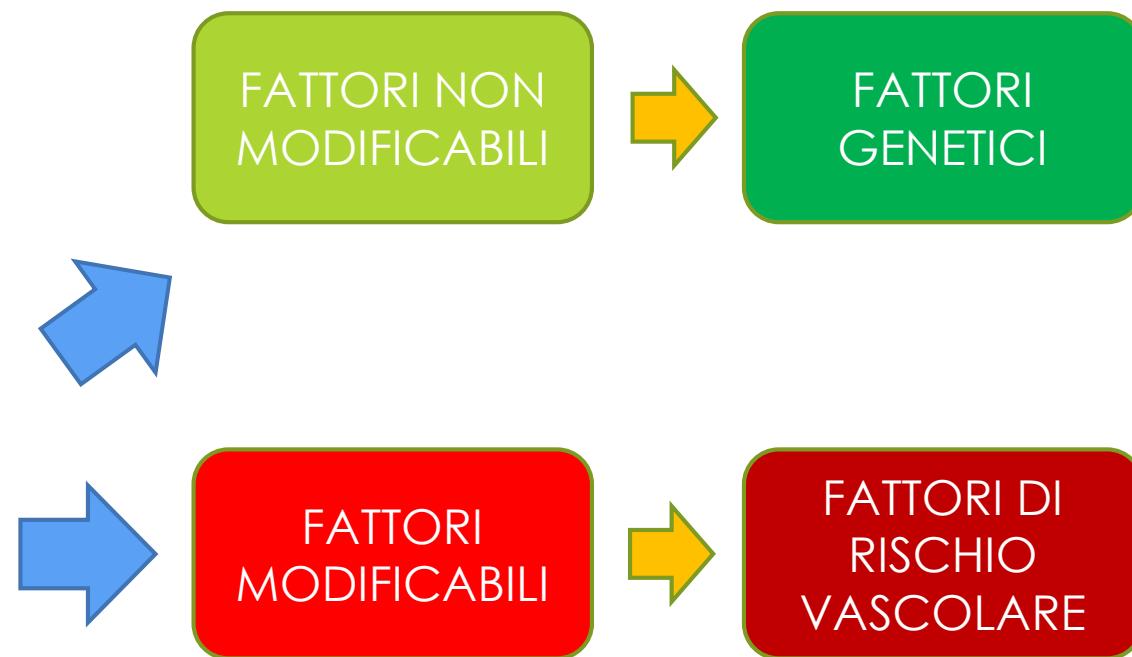 FATTORI NON
MODIFICABILI
FATTORI
GENETICI
FATTORI
MODIFICABILI
FATTORI DI
RISCHIO
VASCOLARE